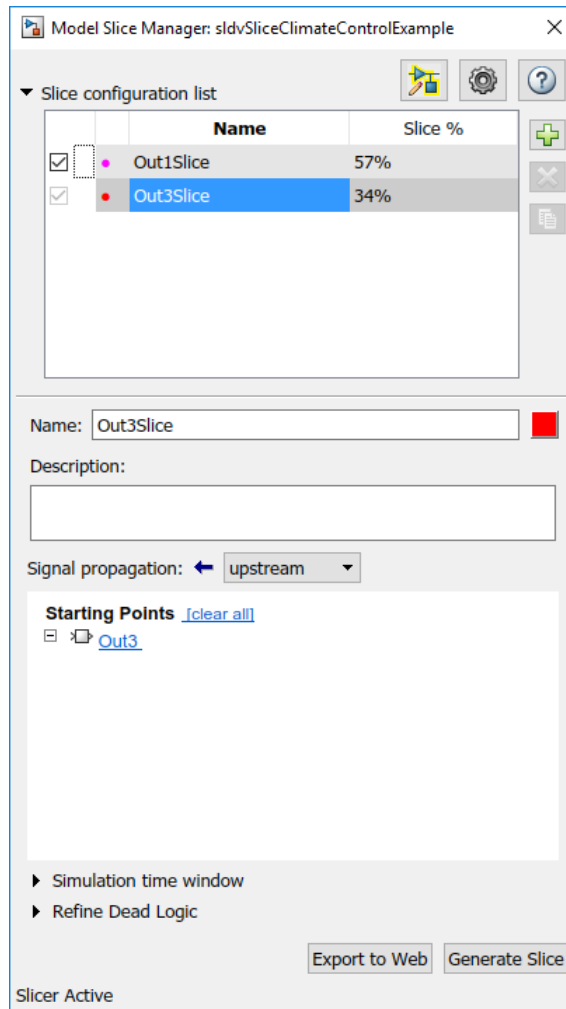 Model Slice Manager: sldvSliceClimateControlExample
Slice configuration list
Name Slice %
Out1Slice 57%
Out3Slice 34%
Name: Out3Slice
Description:
Signal propagation: upstream
Starting Points [clear all]
Out3
Simulation time window
Refine Dead Logic
Export to Web Generate Slice
Slicer Active